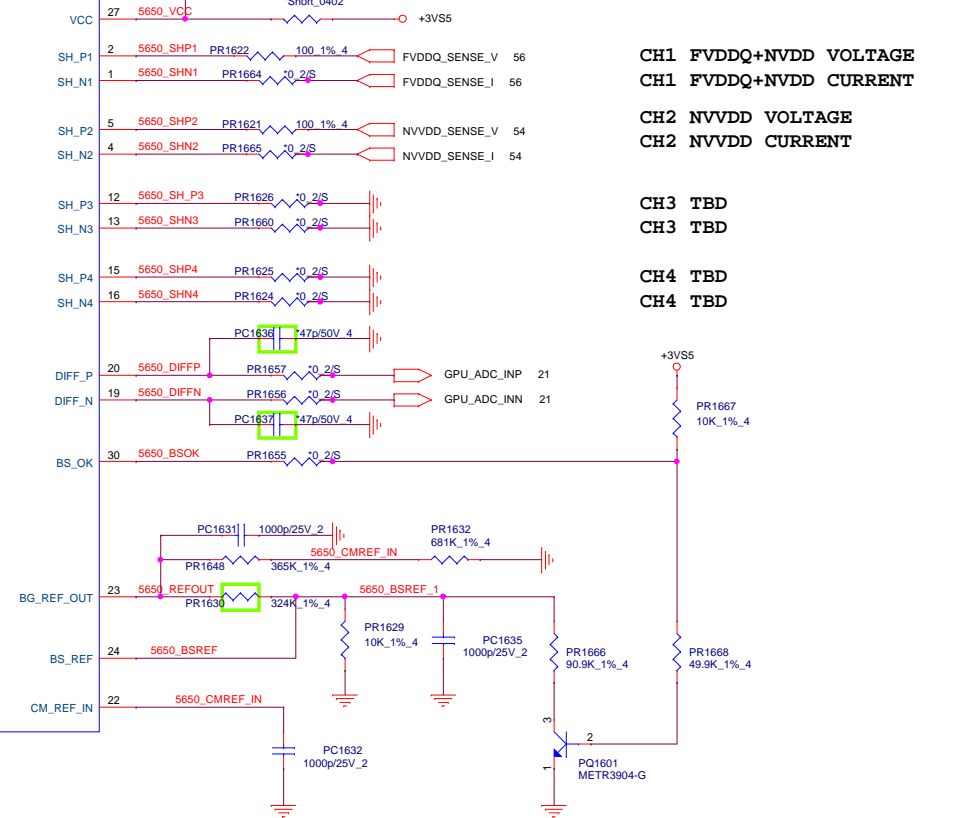 Short_0402
VCC 27 5650_VCC +3VS5
SH_P1 2 5650_SHP1 PR1622 100_1%_4 FVDDQ_SENSE_V 56 CH1 FVDDQ+NVDD VOLTAGE
SH_N1 1 5650_SHN1 PR1664 *0_2/S FVDDQ_SENSE_I 56 CH1 FVDDQ+NVDD CURRENT
SH_P2 5 5650_SHP2 PR1621 100_1%_4 NVVDD_SENSE_V 54 CH2 NVVDD VOLTAGE
SH_N2 4 5650_SHN2 PR1665 *0_2/S NVVDD_SENSE_I 54 CH2 NVVDD CURRENT
SH_P3 12 5650_SH_P3 PR1626 *0_2/S CH3 TBD
SH_N3 13 5650_SHN3 PR1660 *0_2/S CH3 TBD
SH_P4 15 5650_SHP4 PR1625 *0_2/S CH4 TBD
SH_N4 16 5650_SHN4 PR1624 *0_2/S CH4 TBD
PC1636 *47p/50V_4
+3VS5
DIFF_P 20 5650_DIFFP PR1657 *0_2/S GPU_ADC_INP 21
DIFF_N 19 5650_DIFFN PR1656 *0_2/S GPU_ADC_INN 21
PR1667
10K_1%_4
PC1637 *47p/50V_4
BS_OK 30 5650_BSOK PR1655 *0_2/S
PC1631 1000p/25V_2 PR1632
681K_1%_4
5650_CMREF_IN
PR1648 365K_1%_4
BG_REF_OUT 23 5650_REFOUT 5650_BSREF_1
PR1630 324K_1%_4
PR1629
10K_1%_4
PC1635
1000p/25V_2
BS_REF 24 5650_BSREF
PR1666
90.9K_1%_4
PR1668
49.9K_1%_4
CM_REF_IN 22 5650_CMREF_IN
3
2
PC1632
1000p/25V_2
1
PQ1601
METR3904-G